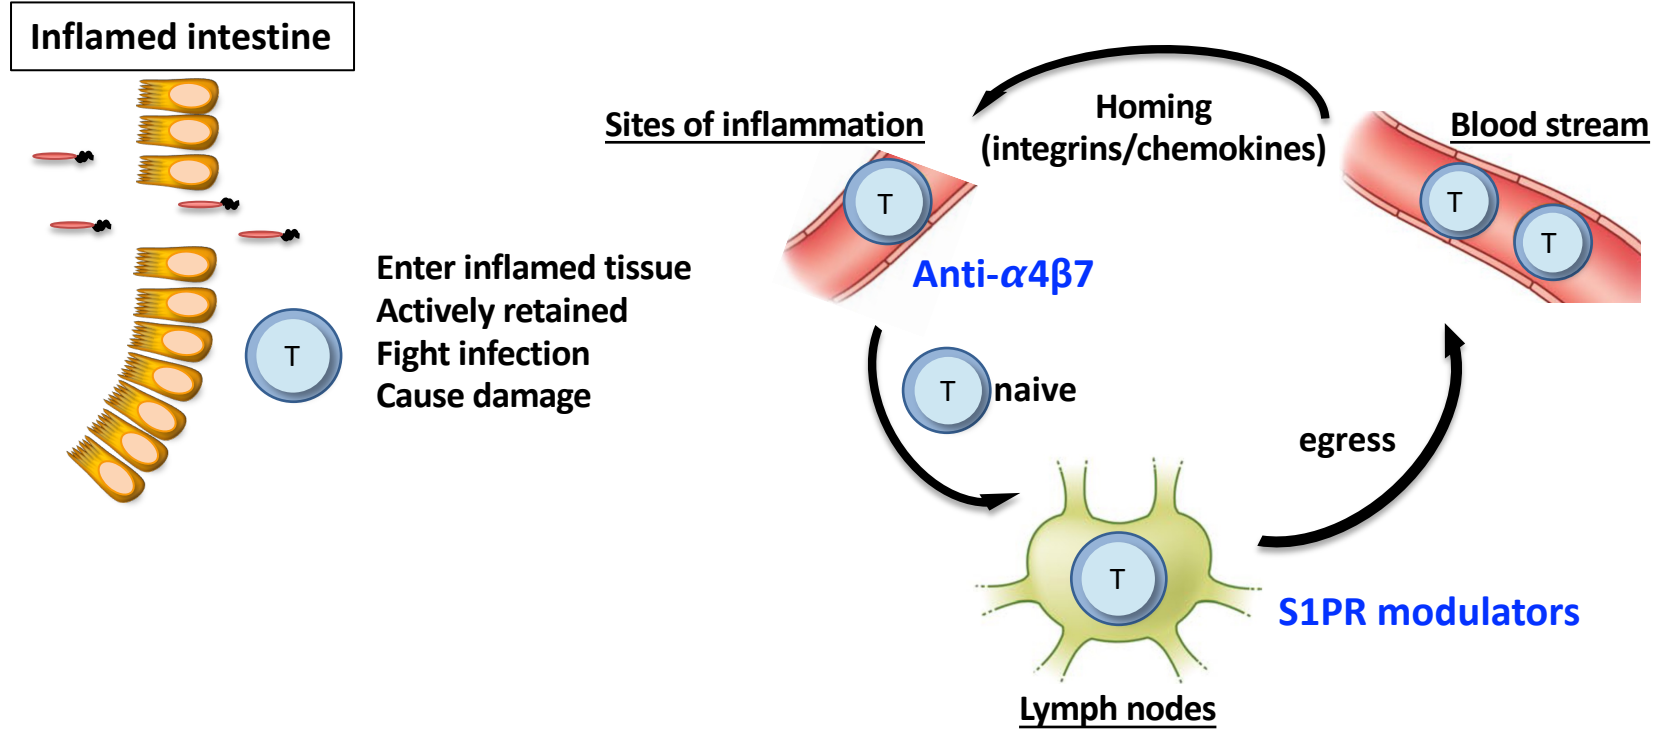 Inflamed intestine
T
Enter inflamed tissue
Actively retained
Fight infection
Cause damage
Sites of inflammation
T
Anti-α4β7
Homing
(integrins/chemokines)
Blood stream
T
T
T naive
egress
T
S1PR modulators
Lymph nodes